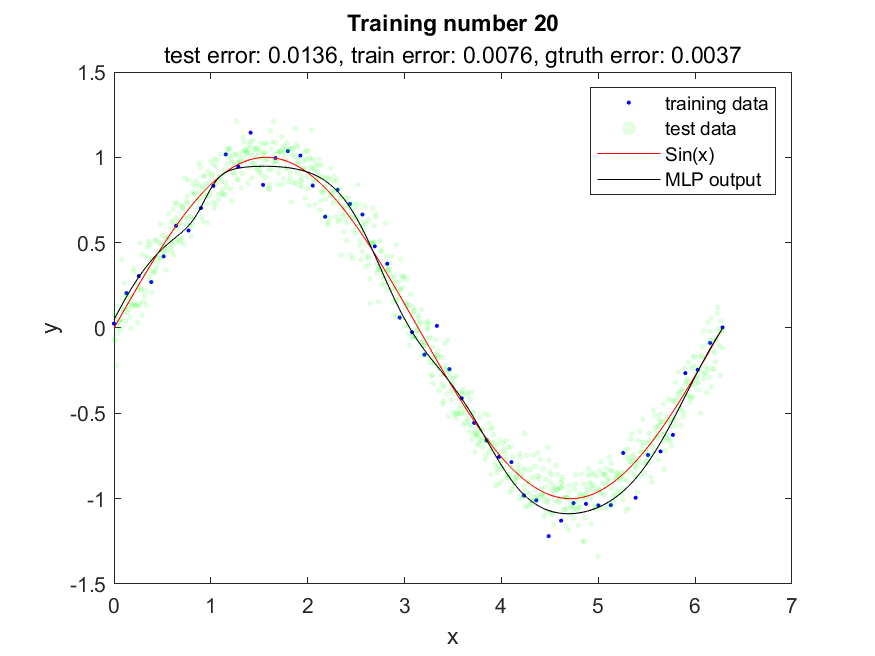 Training number 20
test error: 0.0136, train error: 0.0076, gtruth error: 0.0037
1.5
training data
test data
Sin(x)
MLP output
1
0.5
y
0
-0.5
-1
-1.5
0 1 2 3 4 5 6 7
x